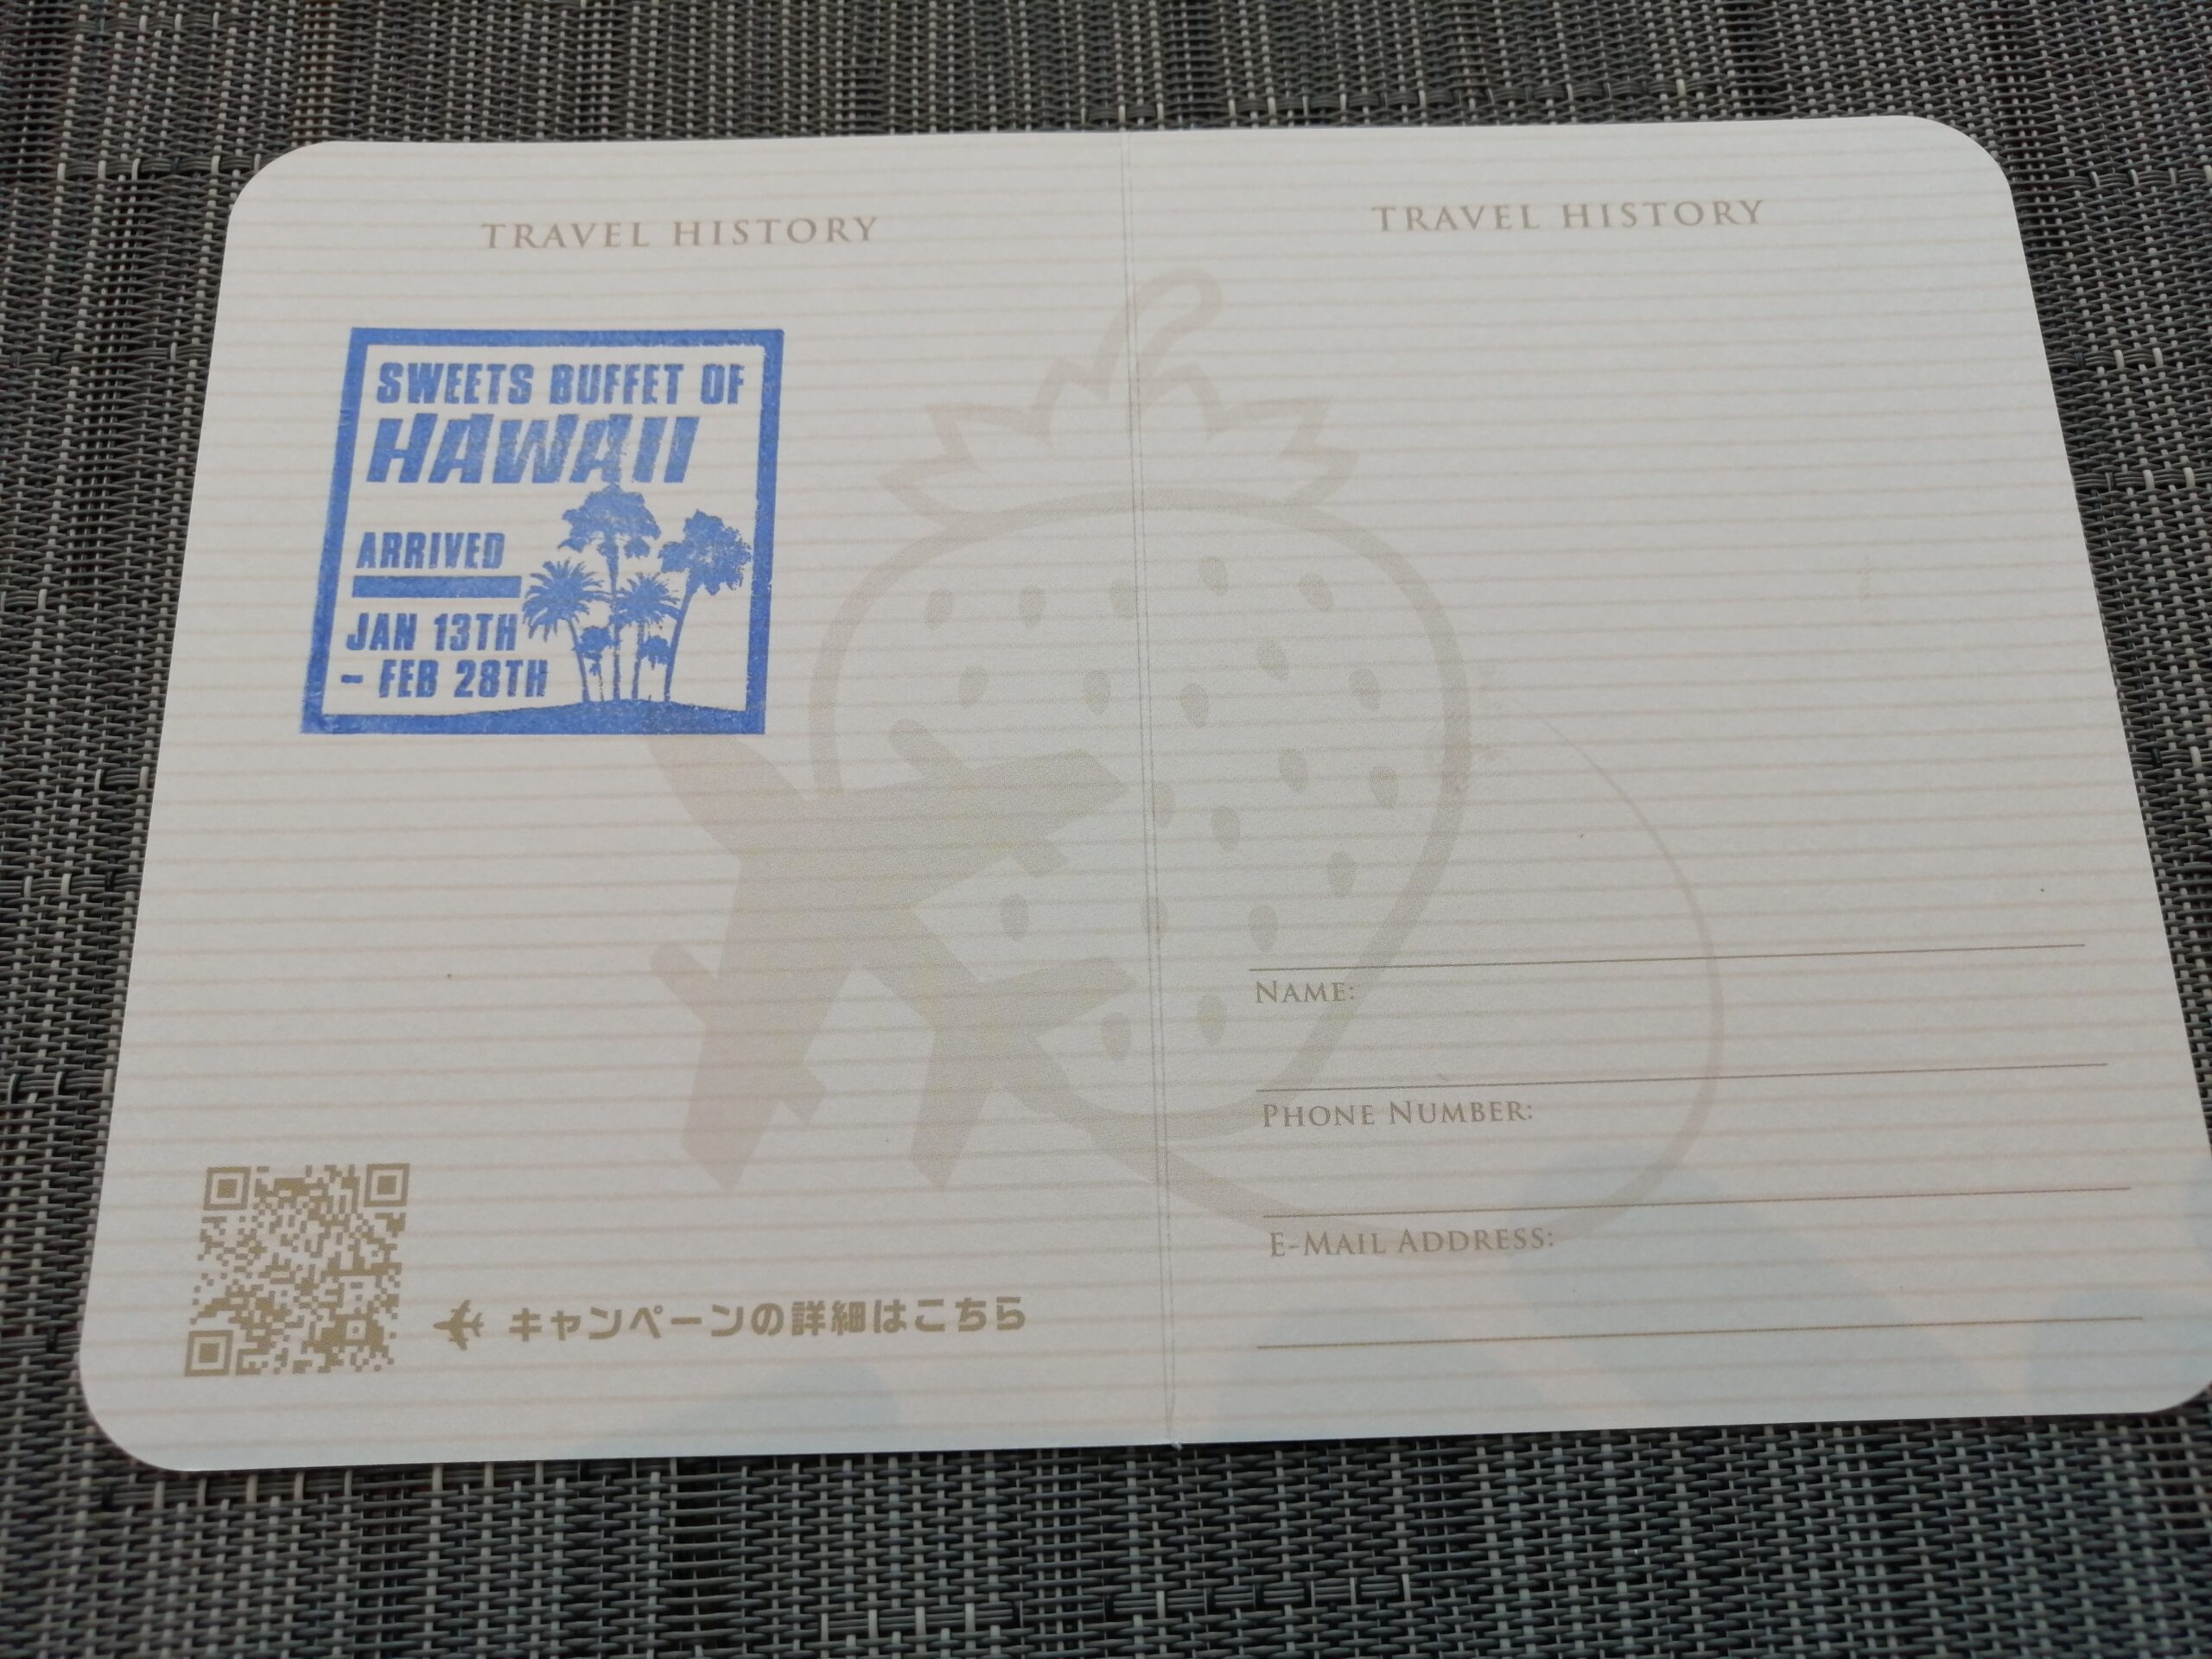 TRAVEL HISTORY
SWEETS BUFFET OF
HAWAII
ARRIVED
JAN 13TH
- FEB 28TH
キャンペーンの詳細はこちら
TRAVEL HISTORY
NAME:
PHONE NUMBER:
E-MAIL ADDRESS: